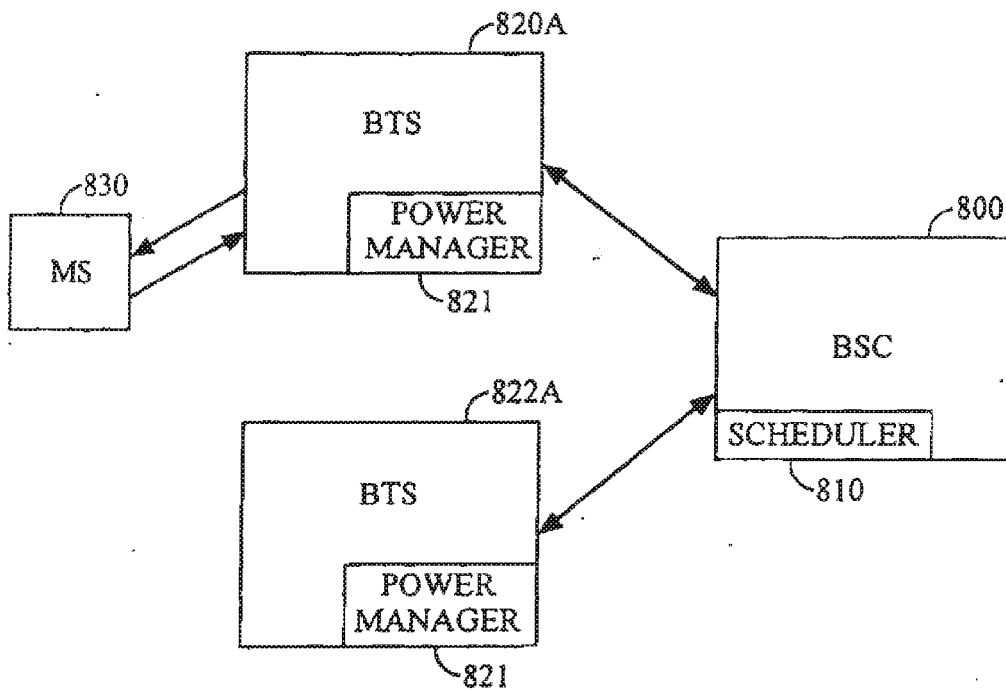 820A
BTS
830
POWER
MANAGER
MS
821
800
BSC
822A
SCHEDULER
810
BTS
POWER
MANAGER
821